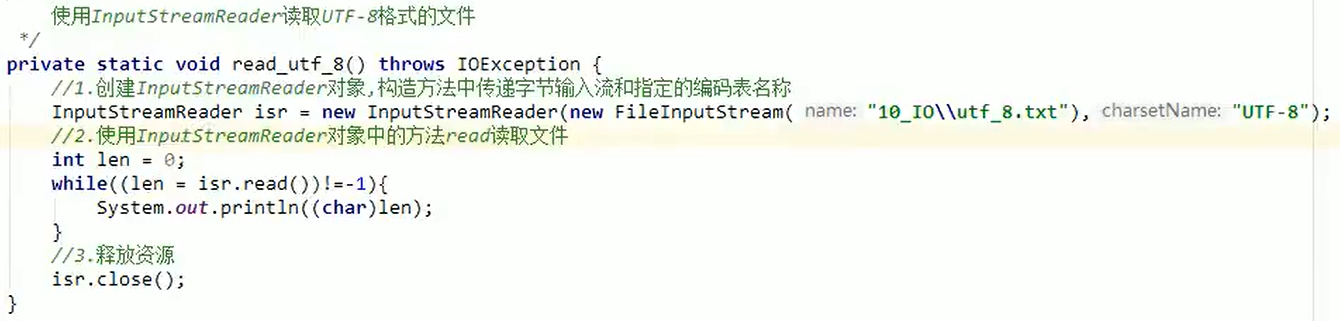 使用InputStreamReader读取UTF-8格式的文件
*/
private static void read_utf_8() throws IOException {
//1.创建InputStreamReader对象,构造方法中传递字节输入流和指定的编码表名称
InputStreamReader isr = new InputStreamReader(new FileInputStream( name: "10_IO\\utf_8.txt"), charsetName: "UTF-8");
//2.使用InputStreamReader对象中的方法read读取文件
int len = 0;
while((len = isr.read())!=-1){
System.out.println((char)len);
}
//3.释放资源
isr.close();
}